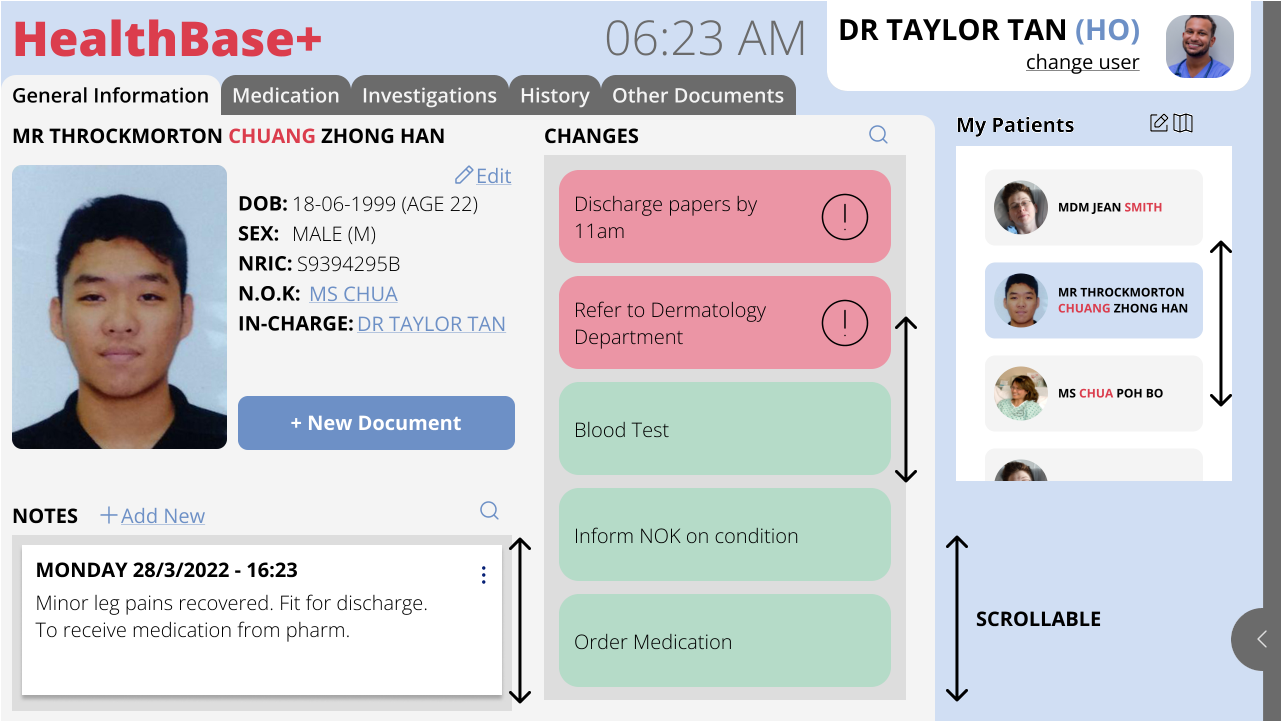 HealthBase+
06:23 AM
DR TAYLOR TAN (HO)
change user
General Information
Medication
Investigations
History
Other Documents
MR THROCKMORTON CHUANG ZHONG HAN
Edit
DOB: 18-06-1999 (AGE 22)
SEX: MALE (M)
NRIC: S9394295B
N.O.K: MS CHUA
IN-CHARGE: DR TAYLOR TAN
+ New Document
NOTES
+ Add New
MONDAY 28/3/2022 - 16:23
Minor leg pains recovered. Fit for discharge.
To receive medication from pharm.
CHANGES
Discharge papers by
11am
Refer to Dermatology
Department
Blood Test
Inform NOK on condition
Order Medication
My Patients
MDM JEAN SMITH
MR THROCKMORTON
CHUANG ZHONG HAN
MS CHUA POH BO
SCROLLABLE